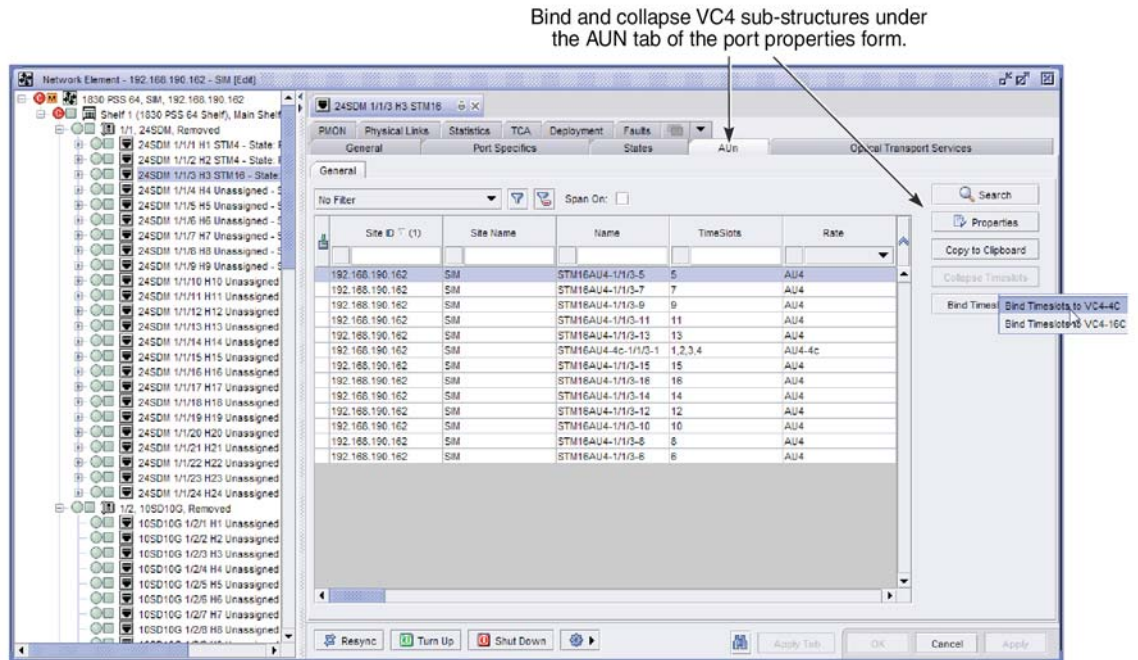 Bind and collapse VC4 sub-structures under
the AUN tab of the port properties form.
Network Element - 192.168.190.162 - SIM [Edit]
1830 PSS 64, SIM, 192.168.190.162
Shelf 1 (1830 PSS 64 Shelf), Main Shelf
1/1, 24SDM, Removed
24SDM 1/1/1 H1 STM4 - State:
24SDM 1/1/2 H2 STM4 - State:
24SDM 1/1/3 H3 STM16 - State:
24SDM 1/1/4 H4 Unassigned -
24SDM 1/1/5 H5 Unassigned -
24SDM 1/1/6 H6 Unassigned -
24SDM 1/1/7 H7 Unassigned -
24SDM 1/1/8 H8 Unassigned -
24SDM 1/1/9 H9 Unassigned -
24SDM 1/1/10 H10 Unassigned
24SDM 1/1/11 H11 Unassigned
24SDM 1/1/12 H12 Unassigned
24SDM 1/1/13 H13 Unassigned
24SDM 1/1/14 H14 Unassigned
24SDM 1/1/15 H15 Unassigned
24SDM 1/1/16 H16 Unassigned
24SDM 1/1/17 H17 Unassigned
24SDM 1/1/18 H18 Unassigned
24SDM 1/1/19 H19 Unassigned
24SDM 1/1/20 H20 Unassigned
24SDM 1/1/21 H21 Unassigned
24SDM 1/1/22 H22 Unassigned
24SDM 1/1/23 H23 Unassigned
24SDM 1/1/24 H24 Unassigned
1/2, 10SD10G, Removed
10SD10G 1/2/1 H1 Unassigned
10SD10G 1/2/2 H2 Unassigned
10SD10G 1/2/3 H3 Unassigned
10SD10G 1/2/4 H4 Unassigned
10SD10G 1/2/5 H5 Unassigned
10SD10G 1/2/6 H6 Unassigned
10SD10G 1/2/7 H7 Unassigned
10SD10G 1/2/8 H8 Unassigned
24SDM 1/1/3 H3 STM16
PMON Physical Links Statistics TCA Deployment Faults
General Port Specifics States AUn Optical Transport Services
General
No Filter Span On:
Site ID (1) Site Name Name TimeSlots Rate
192.168.190.162 SIM STM16AU4-1/1/3-5 5 AU4
192.168.190.162 SIM STM16AU4-1/1/3-7 7 AU4
192.168.190.162 SIM STM16AU4-1/1/3-9 9 AU4
192.168.190.162 SIM STM16AU4-1/1/3-11 11 AU4
192.168.190.162 SIM STM16AU4-1/1/3-13 13 AU4
192.168.190.162 SIM STM16AU4-4c-1/1/3-1 1,2,3,4 AU4-4c
192.168.190.162 SIM STM16AU4-1/1/3-15 15 AU4
192.168.190.162 SIM STM16AU4-1/1/3-16 16 AU4
192.168.190.162 SIM STM16AU4-1/1/3-14 14 AU4
192.168.190.162 SIM STM16AU4-1/1/3-12 12 AU4
192.168.190.162 SIM STM16AU4-1/1/3-10 10 AU4
192.168.190.162 SIM STM16AU4-1/1/3-8 8 AU4
192.168.190.162 SIM STM16AU4-1/1/3-6 6 AU4
Search
Properties
Copy to Clipboard
Collapse Timeslots
Bind Timesl
Bind Timeslots to VC4-4C
Bind Timeslots to VC4-16C
Resync Turn Up Shut Down Apply Tab OK Cancel Apply